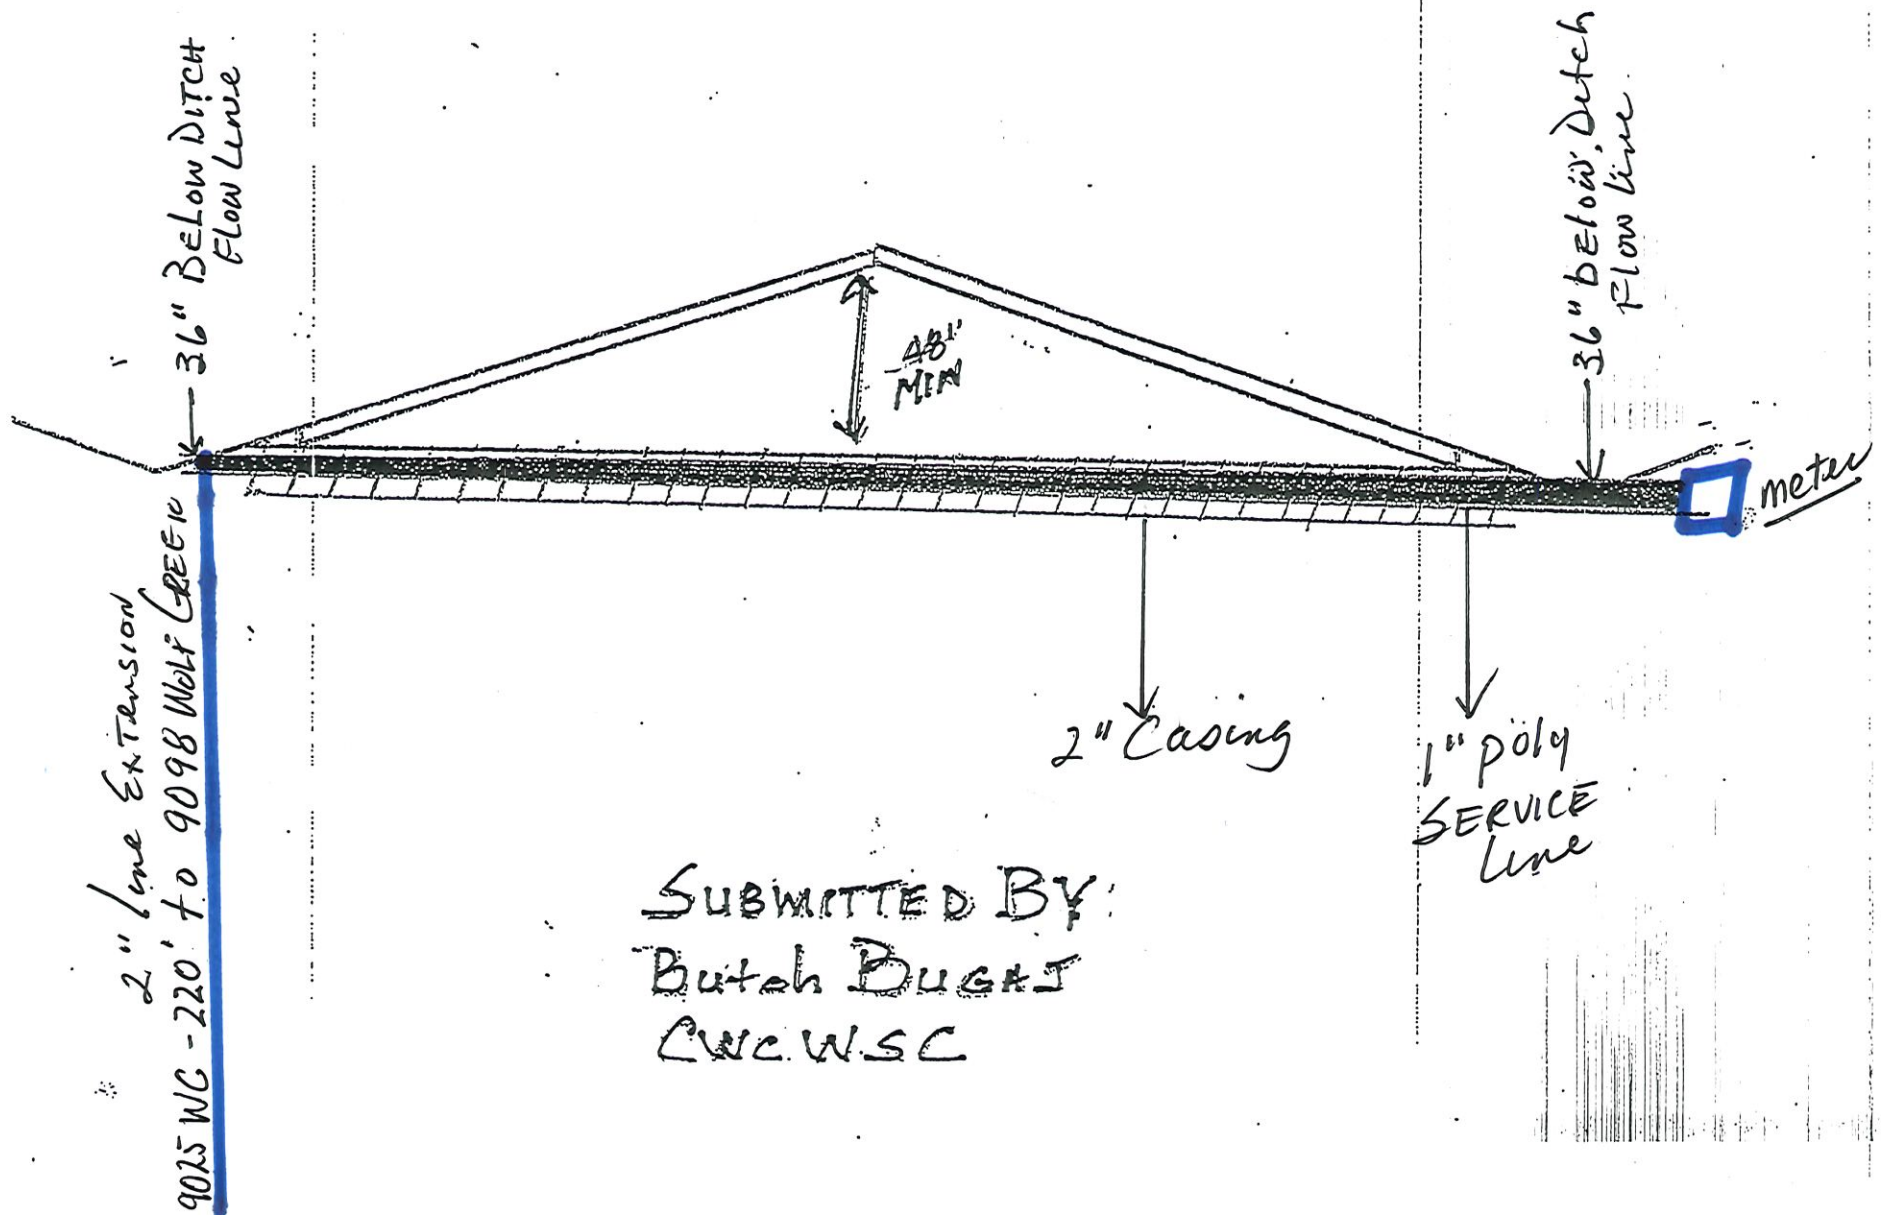 36" BELOW DITCH
FLOW Line
36" below Ditch
Flow line
48"
MIN
meter
2" line Extension
9025 WC - 220' to 9098 Wolf CREEK
2" Casing
1" poly
SERVICE
Line
SUBMITTED BY:
Butch BUGAJ
CWC.WSC